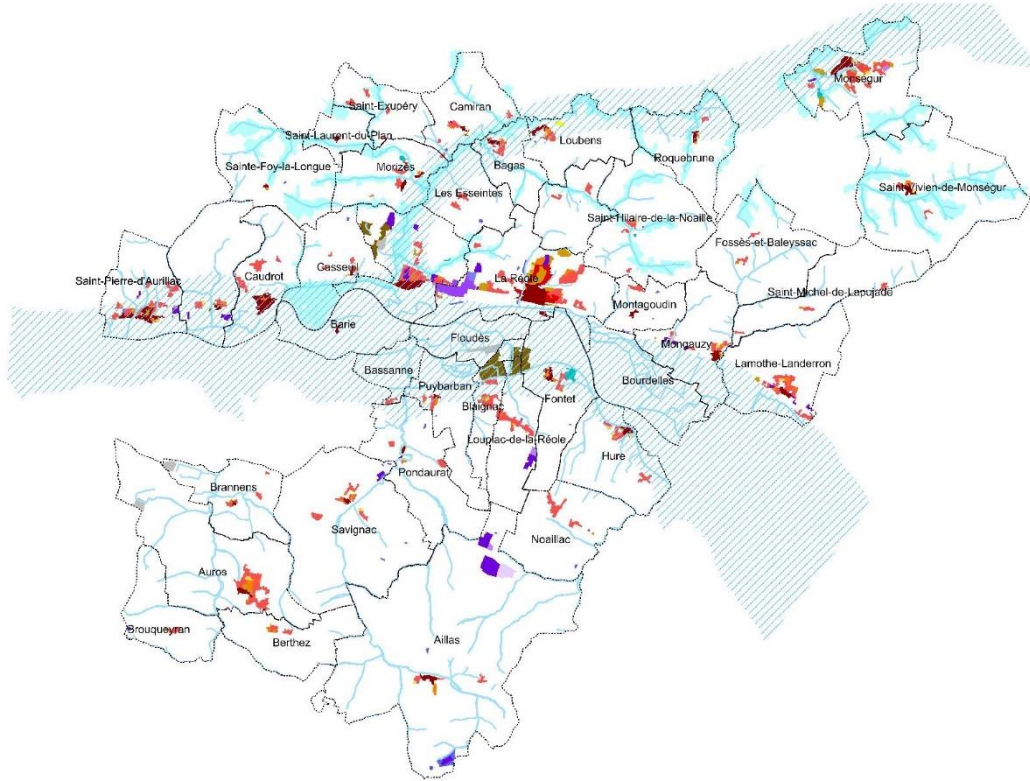 Monségur
Saint-Exupéry
Camiran
Saint-Laurent-du-Plan
Loubens
Sainte-Foy-la-Longue
Morizès
Bagas
Roquebrune
Les Esseintes
Saint-Vivien-de-Monségur
Saint-Hilaire-de-la-Noaille
Fossès-et-Baleyssac
Saint-Pierre-d'Aurillac
Caudrot
Casseuil
La Réole
Saint-Michel-de-Lapujade
Montagoudin
Barie
Floudès
Mongauzy
Lamothe-Landerron
Bassanne
Puybarban
Bourdelles
Blaignac
Fontet
Loupiac-de-la-Réole
Hure
Pondaurat
Brannens
Savignac
Noaillac
Auros
Brouqueyran
Berthez
Aillas